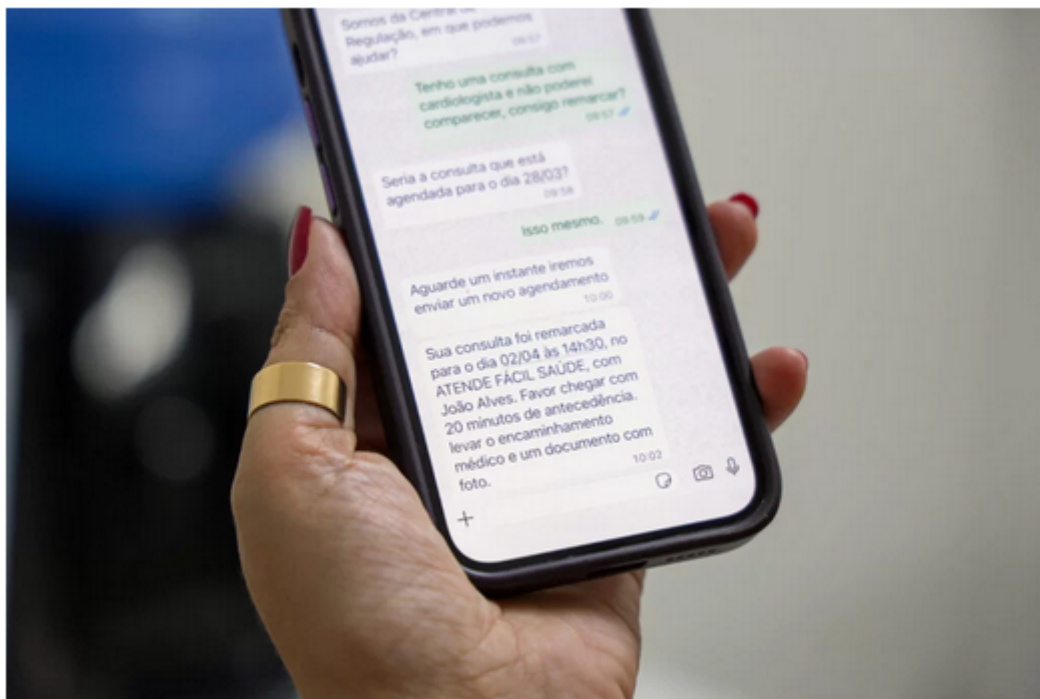 Somos da Central de
Regulação, em que podemos
ajudar?
09:57
Tenho uma consulta com
cardiologista e não poderei
comparecer, consigo remarcar?
09:57
Seria a consulta que está
agendada para o dia 28/03?
09:58
Isso mesmo. 09:59
Aguarde um instante iremos
enviar um novo agendamento
10:00
Sua consulta foi remarcada
para o dia 02/04 às 14h30, no
ATENDE FÁCIL SAÚDE, com
João Alves. Favor chegar com
20 minutos de antecedência.
levar o encaminhamento
médico e um documento com
foto.
10:02